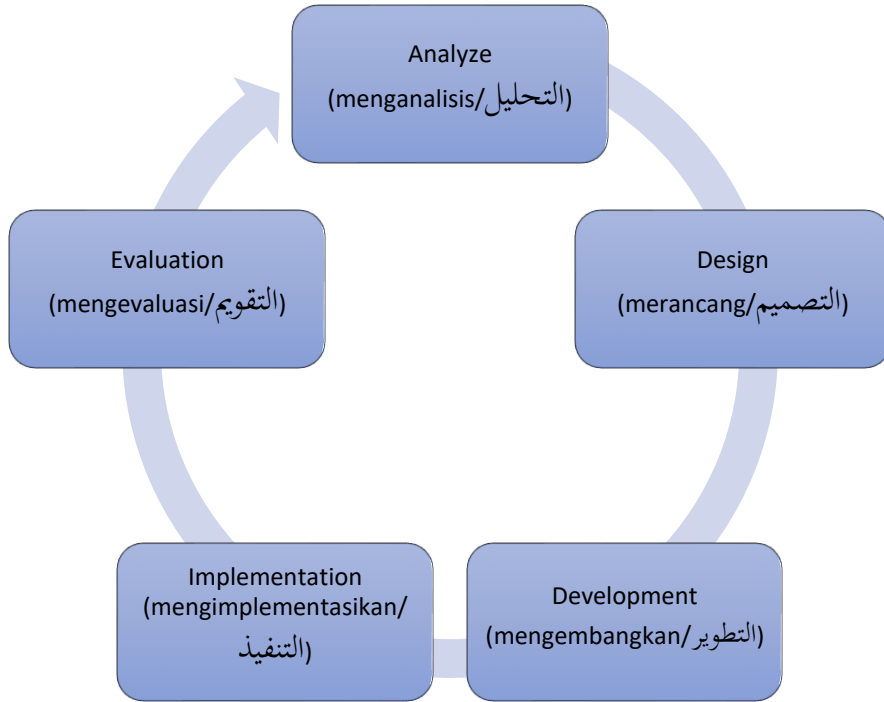 Analyze
(menganalisis/التحليل)
Design
(merancang/التصميم)
Development
(mengembangkan/التطوير)
Implementation
(mengimplementasikan/
التنفيذ)
Evaluation
(mengevaluasi/التقويم)